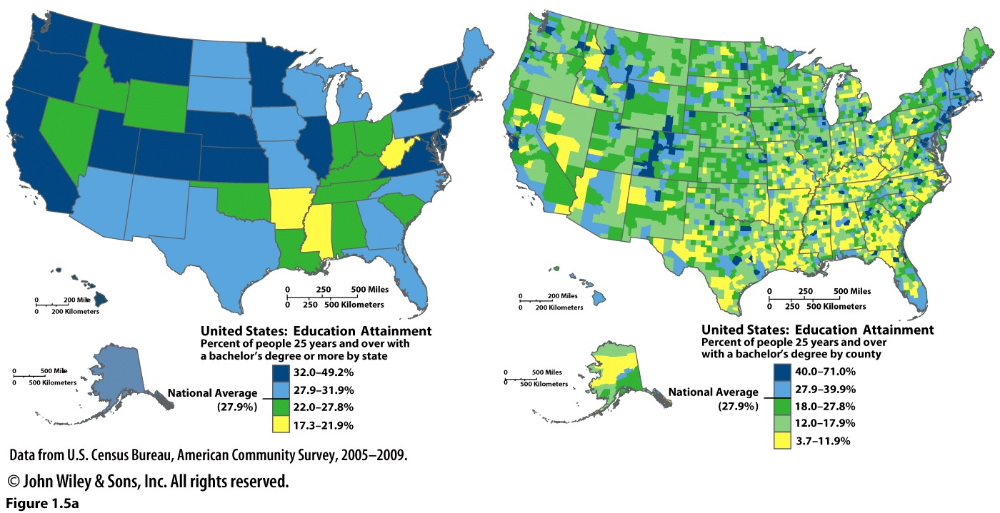 0 200 Mile
0 200 Kilometers
0 250 500 Miles
0 250 500 Kilometers
United States: Education Attainment
Percent of people 25 years and over with
a bachelor's degree or more by state
0 500 Mile
0 500 Kilometers
National Average
(27.9%)
32.0–49.2%
27.9–31.9%
22.0–27.8%
17.3–21.9%
0 200 Miles
0 200 Kilometers
0 250 500 Miles
0 250 500 Kilometers
United States: Education Attainment
Percent of people 25 years and over
with a bachelor's degree by county
0 500 Miles
0 500 Kilometers
National Average
(27.9%)
40.0–71.0%
27.9–39.9%
18.0–27.8%
12.0–17.9%
3.7–11.9%
Data from U.S. Census Bureau, American Community Survey, 2005–2009.
© John Wiley & Sons, Inc. All rights reserved.
Figure 1.5a